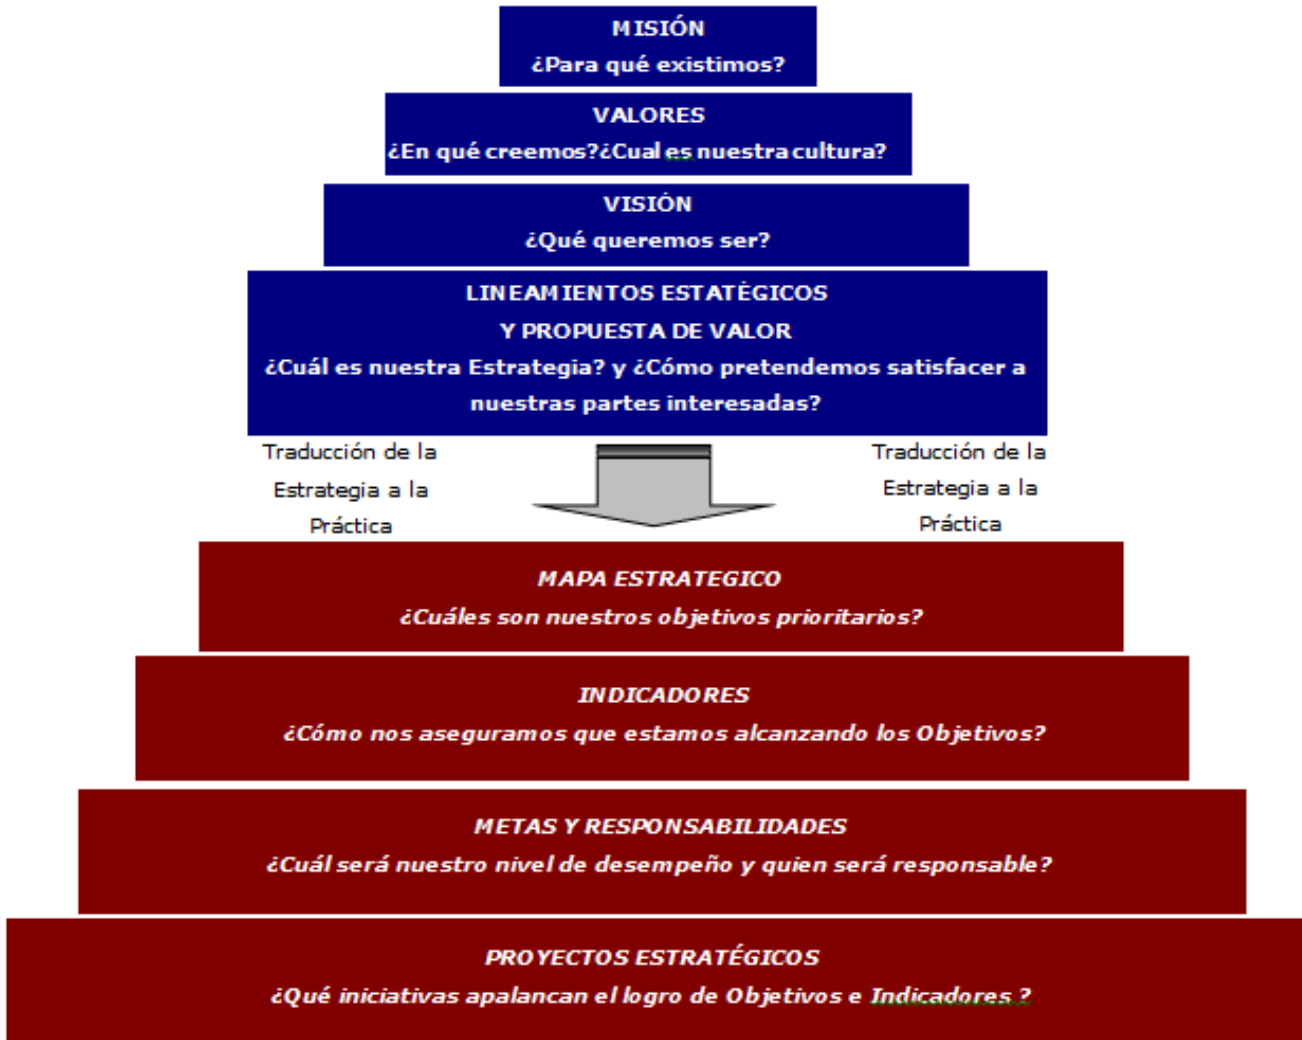 MISIÓN
¿Para qué existimos?
VALORES
¿En qué creemos?¿Cual es nuestra cultura?
VISIÓN
¿Qué queremos ser?
LINEAMIENTOS ESTATÉGICOS
Y PROPUESTA DE VALOR
¿Cuál es nuestra Estrategia? y ¿Cómo pretendemos satisfacer a
nuestras partes interesadas?
Traducción de la
Estrategia a la
Práctica
Traducción de la
Estrategia a la
Práctica
MAPA ESTRATEGICO
¿Cuáles son nuestros objetivos prioritarios?
INDICADORES
¿Cómo nos aseguramos que estamos alcanzando los Objetivos?
METAS Y RESPONSABILIDADES
¿Cuál será nuestro nivel de desempeño y quien será responsable?
PROYECTOS ESTRATÉGICOS
¿Qué iniciativas apalancan el logro de Objetivos e Indicadores ?